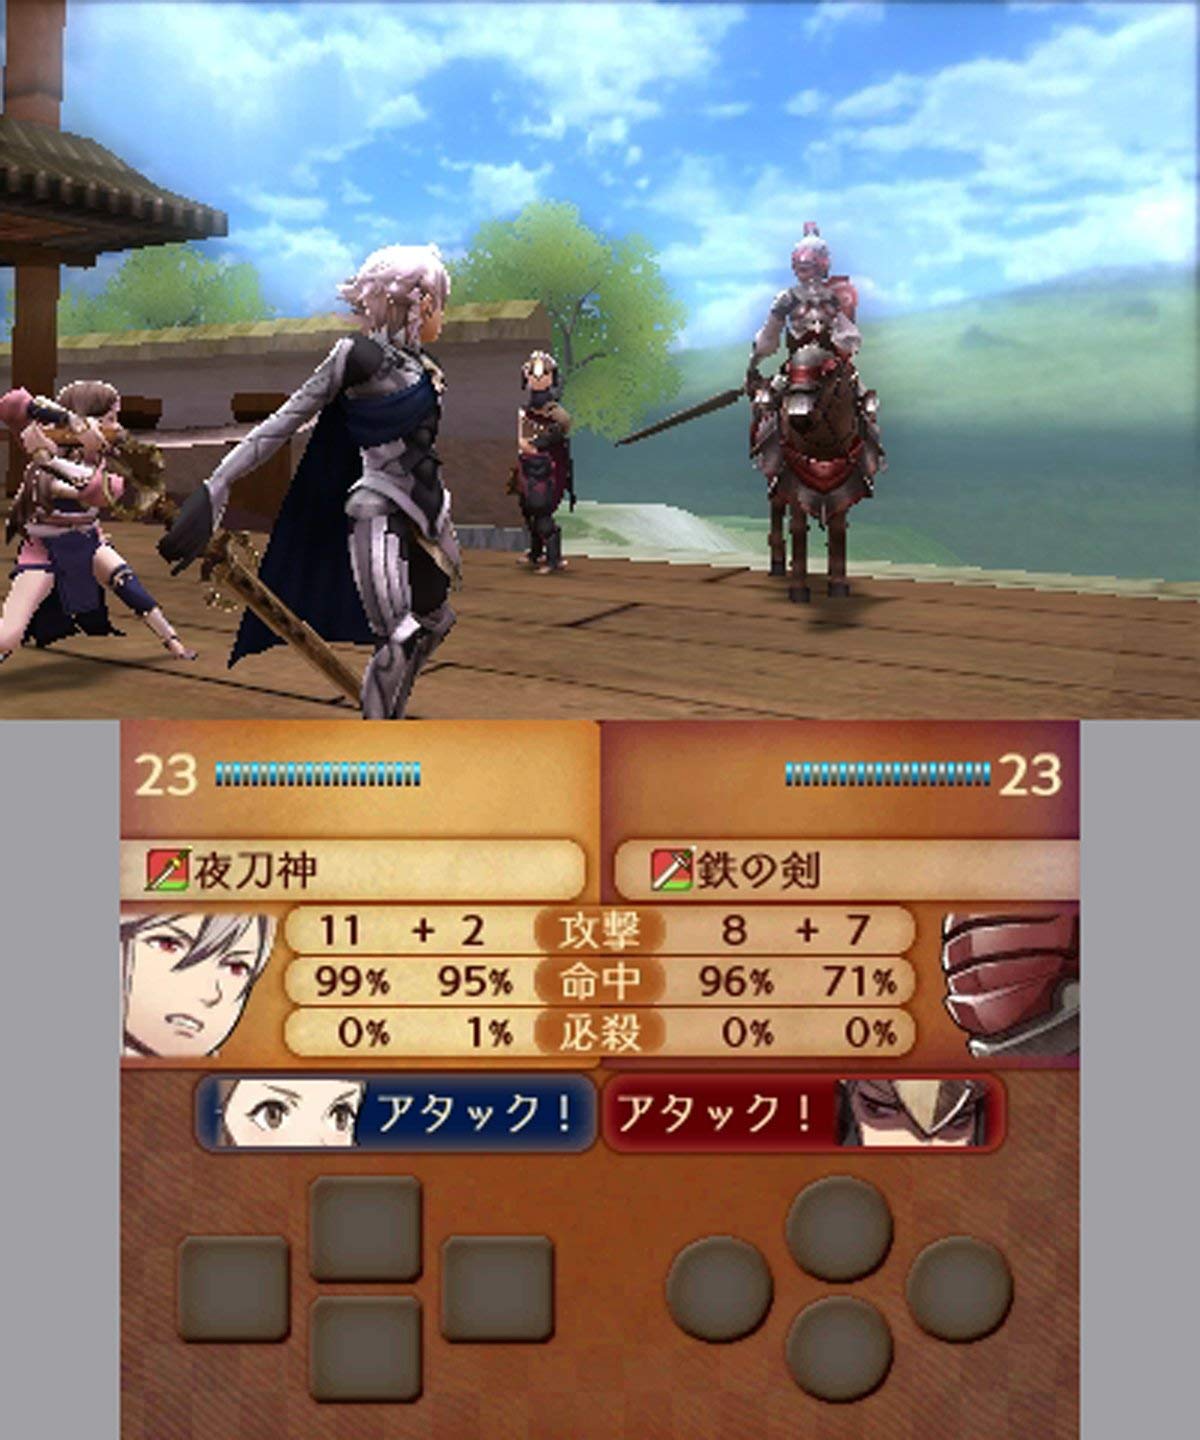 23 23
夜刀神 鉄の剣
11 + 2 攻撃 8 + 7
99% 95% 命中 96% 71%
0% 1% 必殺 0% 0%
アタック! アタック!